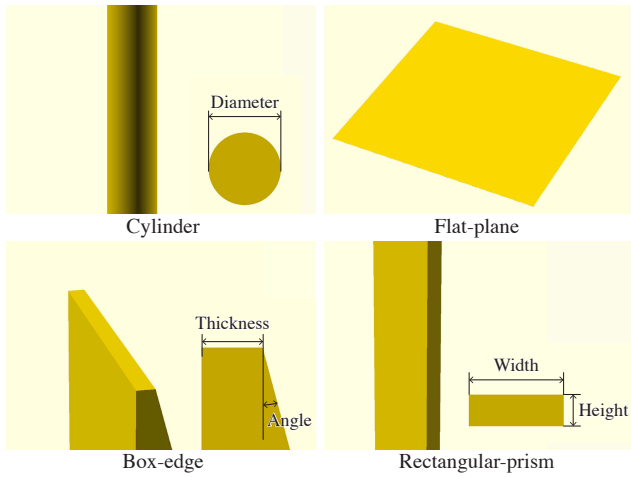 Diameter
Cylinder
Flat-plane
Thickness
Angle
Box-edge
Width
Height
Rectangular-prism